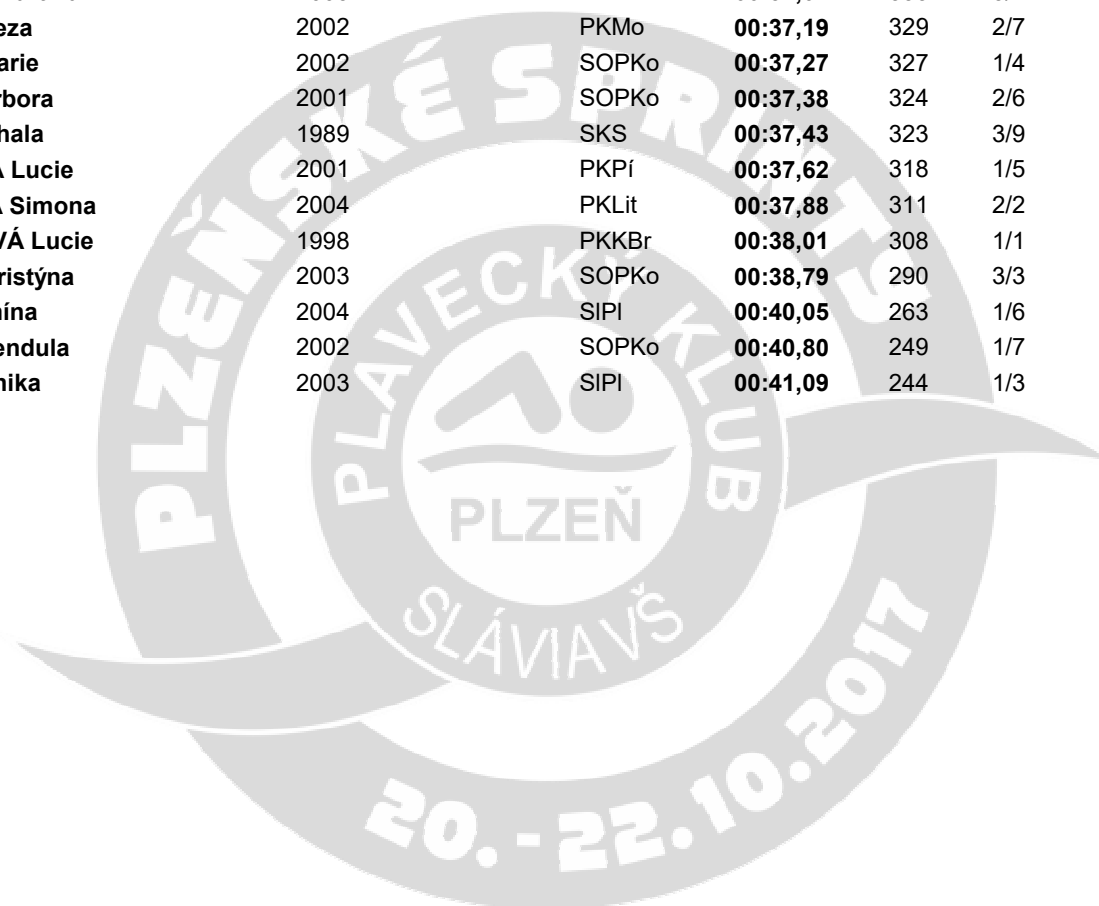 eza 2002 PKMo 00:37,19 329 2/7
arie 2002 SOPKo 00:37,27 327 1/4
rbora 2001 SOPKo 00:37,38 324 2/6
hala 1989 SKS 00:37,43 323 3/9
Lucie 2001 PKPí 00:37,62 318 1/5
Simona 2004 PKLit 00:37,88 311 2/2
VÁ Lucie 1998 PKKBr 00:38,01 308 1/1
ristýna 2003 SOPKo 00:38,79 290 3/3
nína 2004 SIPl 00:40,05 263 1/6
endula 2002 SOPKo 00:40,80 249 1/7
nika 2003 SIPl 00:41,09 244 1/3
PLZEŇSKÉ SPRINTY
PLAVECKÝ KLUB
PLZEŇ
SLÁVIA VŠ
20. - 22.10.2017